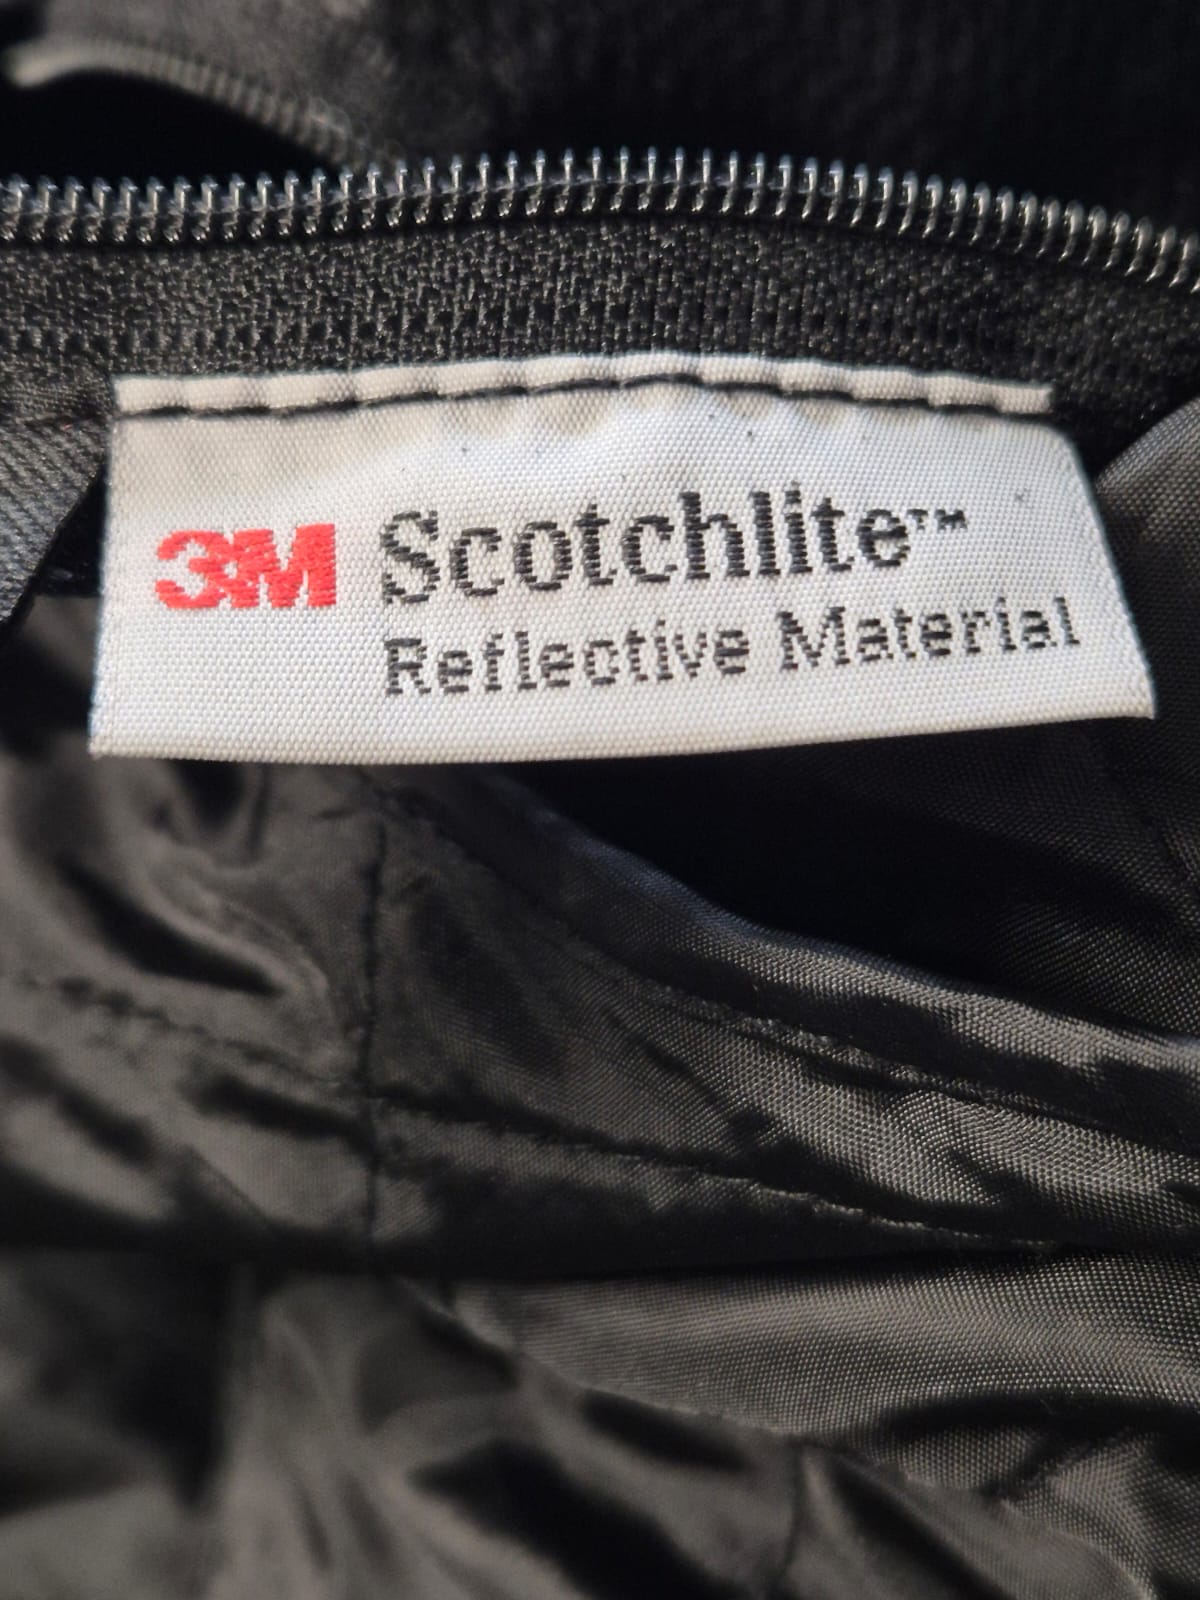 3M Scotchlite™
Reflective Material